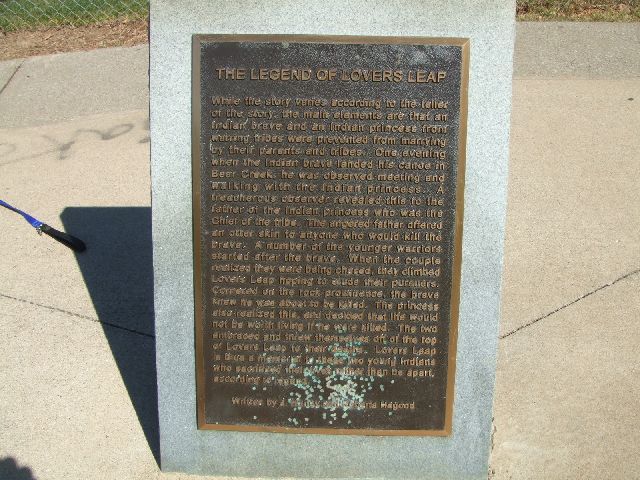 THE LEGEND OF LOVERS LEAP
While the story varies according to the teller
of the story, the main elements are that an
Indian brave and an Indian princess from
warring tribes were prevented from marrying
by their parents and tribes. One evening
when the Indian brave landed his canoe in
Beer Creek, he was observed meeting and
walking with the Indian princess. A
treacherous observer revealed this to the
father of the Indian princess who was the
Chief of the tribe. The angered father offered
an otter skin to anyone who would kill the
brave. A number of the younger warriors
started after the brave. When the couple
realized they were being chased, they climbed
Lovers Leap hoping to elude their pursuers.
Cornered on the rock the brave
knew he was about to be killed. The princess
also realized this, and decided that life would
not be worth living if he were killed. The two
embraced and threw themselves off of the top
of Lovers Leap to their deaths. Lovers Leap
is thus a memorial to these two young Indians
who sacrificed their lives rather than be apart,
according to
Written by Hagood